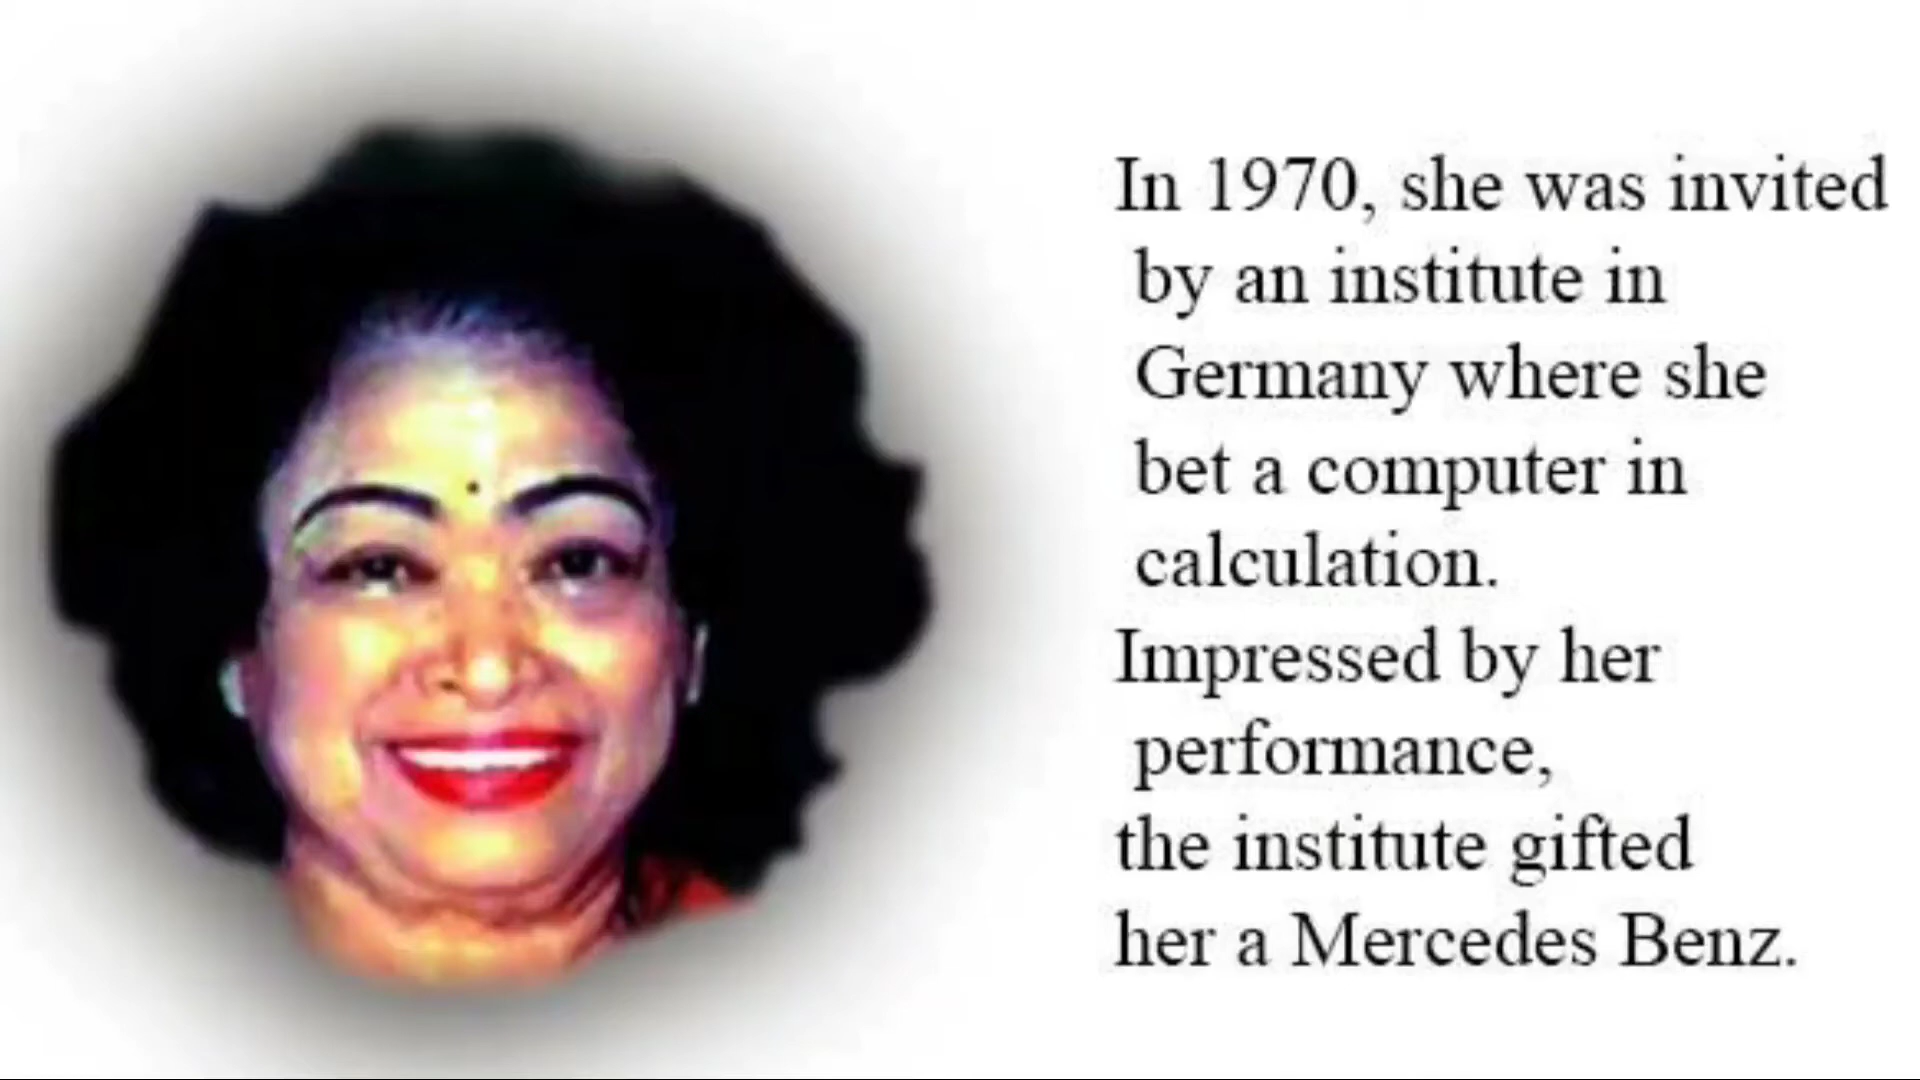 In 1970, she was invited
by an institute in
Germany where she
bet a computer in
calculation.
Impressed by her
performance,
the institute gifted
her a Mercedes Benz.